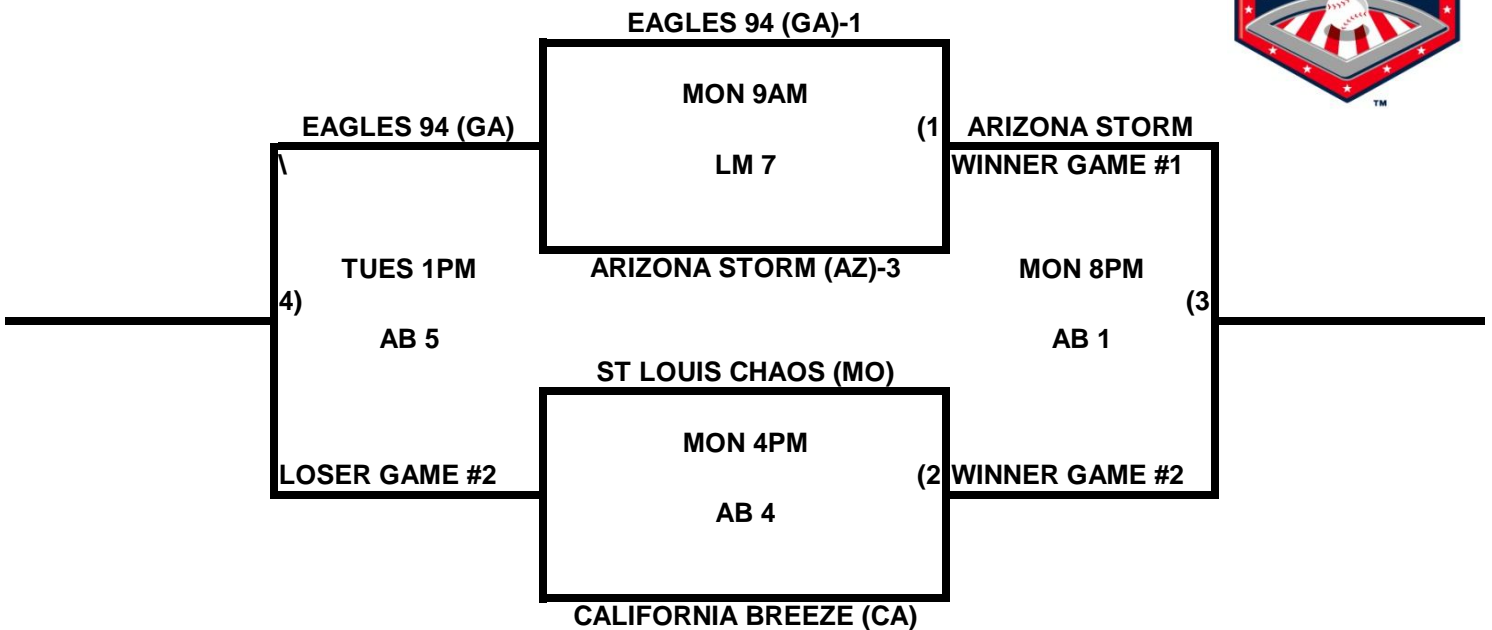 EAGLES 94 (GA)-1
MON 9AM
EAGLES 94 (GA)
(1
ARIZONA STORM
\
LM 7
WINNER GAME #1
TUES 1PM
ARIZONA STORM (AZ)-3
MON 8PM
4)
(3
AB 5
AB 1
ST LOUIS CHAOS (MO)
MON 4PM
LOSER GAME #2
(2
WINNER GAME #2
AB 4
CALIFORNIA BREEZE (CA)
TM